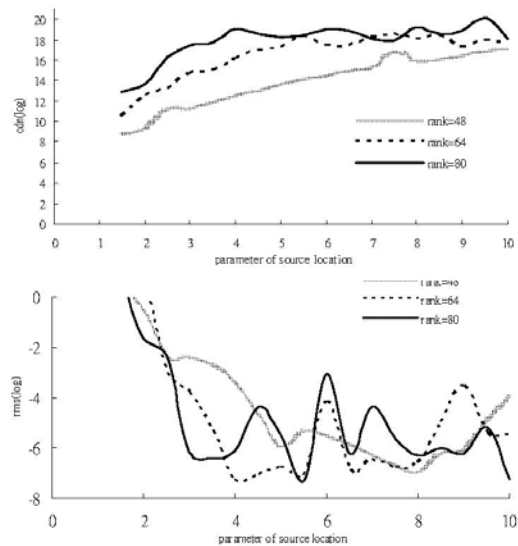 20
18
16
14
12
10
8
6
4
2
0
cdn(log)
rank=48
rank=64
rank=80
0 1 2 3 4 5 6 7 8 9 10
parameter of source location
rank=48
rank=64
rank=80
0
-2
-4
-6
-8
rms(log)
2 4 6 8 10
parameter of source location